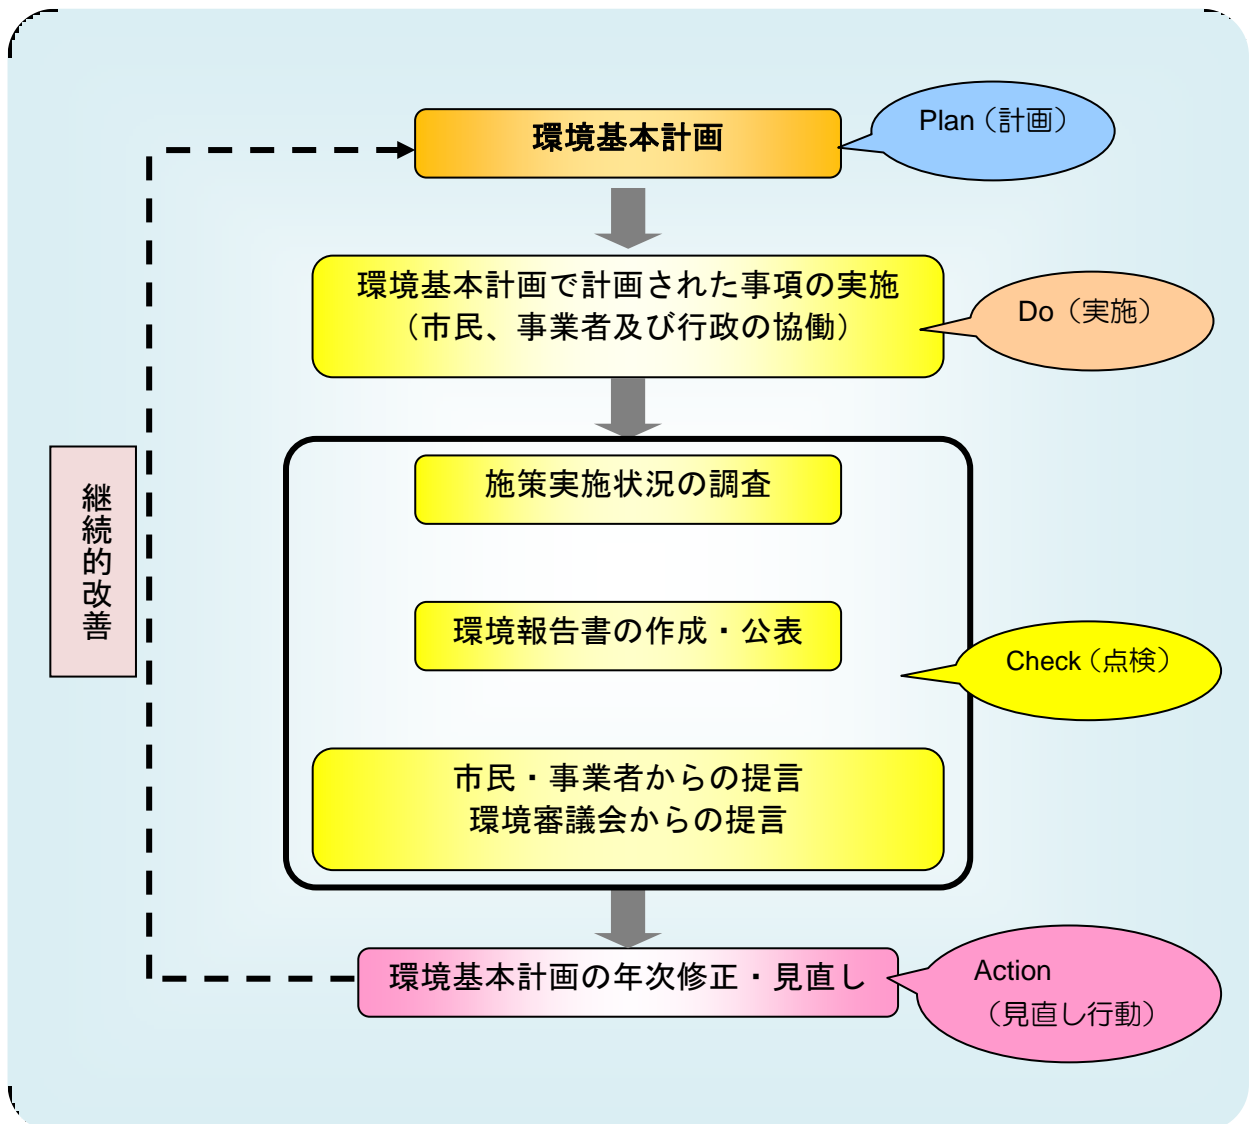 環境基本計画
Plan（計画）
環境基本計画で計画された事項の実施
（市民、事業者及び行政の協働）
Do（実施）
施策実施状況の調査
環境報告書の作成・公表
Check（点検）
市民・事業者からの提言
環境審議会からの提言
環境基本計画の年次修正・見直し
Action
（見直し行動）
継続的改善